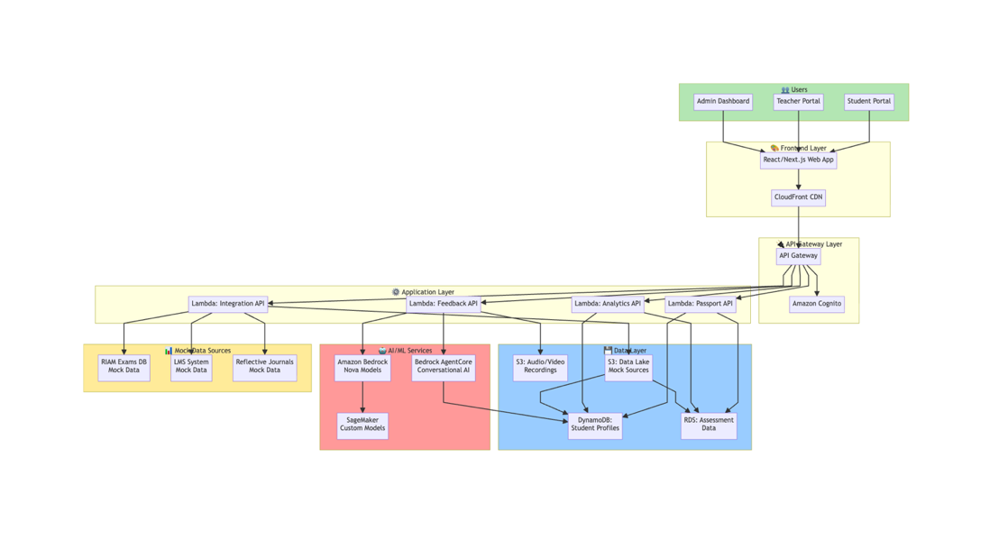 👥 Users
Admin Dashboard
Teacher Portal
Student Portal
🎨 Frontend Layer
React/Next.js Web App
CloudFront CDN
🔌 API Gateway Layer
API Gateway
Amazon Cognito
⚙️ Application Layer
Lambda: Integration API
Lambda: Feedback API
Lambda: Analytics API
Lambda: Passport API
📊 Mock Data Sources
RIAM Exams DB
Mock Data
LMS System
Mock Data
Reflective Journals
Mock Data
🤖 AI/ML Services
Amazon Bedrock
Nova Models
Bedrock AgentCore
Conversational AI
SageMaker
Custom Models
💾 Data Layer
S3: Audio/Video
Recordings
S3: Data Lake
Mock Sources
DynamoDB:
Student Profiles
RDS: Assessment
Data